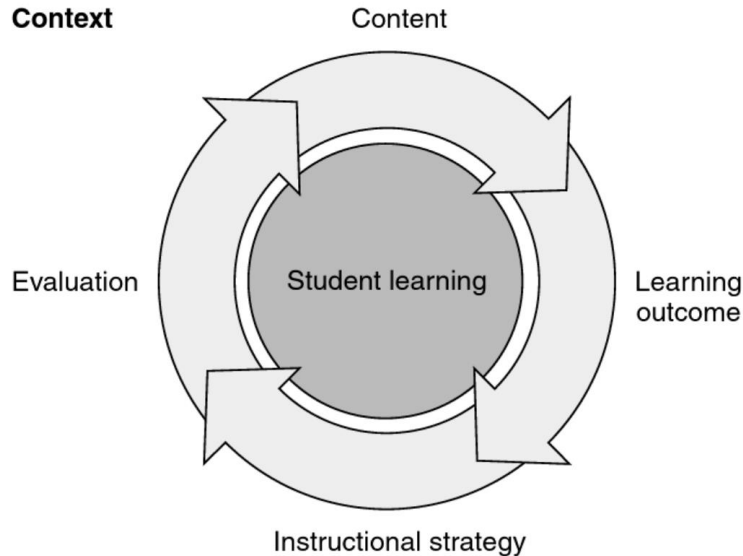 Context
Content
Evaluation
Student learning
Learning
outcome
Instructional strategy